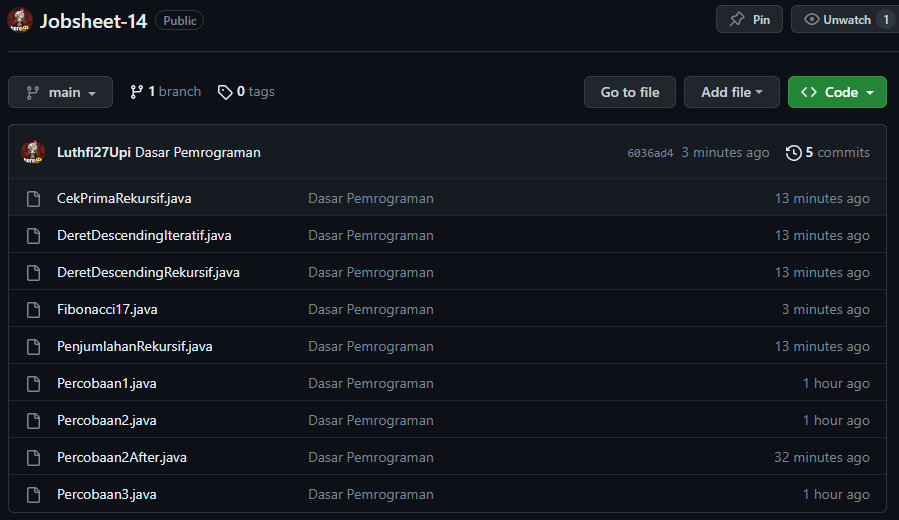 Jobsheet-14 Public Pin Unwatch 1
main 1 branch 0 tags Go to file Add file <> Code
Luthfi27Upi Dasar Pemrograman 6036ad4 3 minutes ago 5 commits
CekPrimaRekursif.java Dasar Pemrograman 13 minutes ago
DeretDescendingIteratif.java Dasar Pemrograman 13 minutes ago
DeretDescendingRekursif.java Dasar Pemrograman 13 minutes ago
Fibonacci17.java Dasar Pemrograman 3 minutes ago
PenjumlahanRekursif.java Dasar Pemrograman 13 minutes ago
Percobaan1.java Dasar Pemrograman 1 hour ago
Percobaan2.java Dasar Pemrograman 1 hour ago
Percobaan2After.java Dasar Pemrograman 32 minutes ago
Percobaan3.java Dasar Pemrograman 1 hour ago